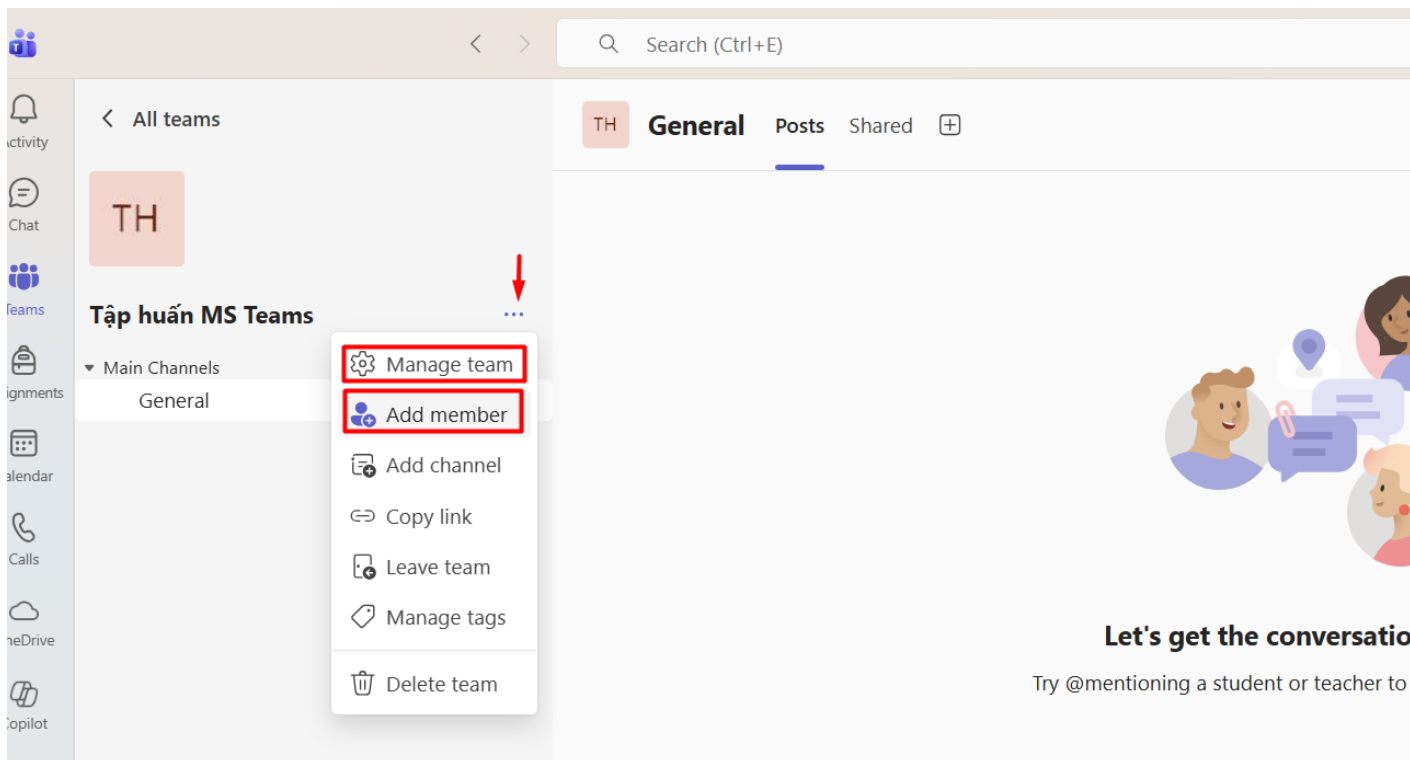 Search (Ctrl+E)
Activity
Chat
Teams
ignments
alendar
Calls
neDrive
opilot
All teams
TH
Tập huấn MS Teams
Main Channels
General
Manage team
Add member
Add channel
Copy link
Leave team
Manage tags
Delete team
TH General Posts Shared
Let's get the conversatio
Try @mentioning a student or teacher to